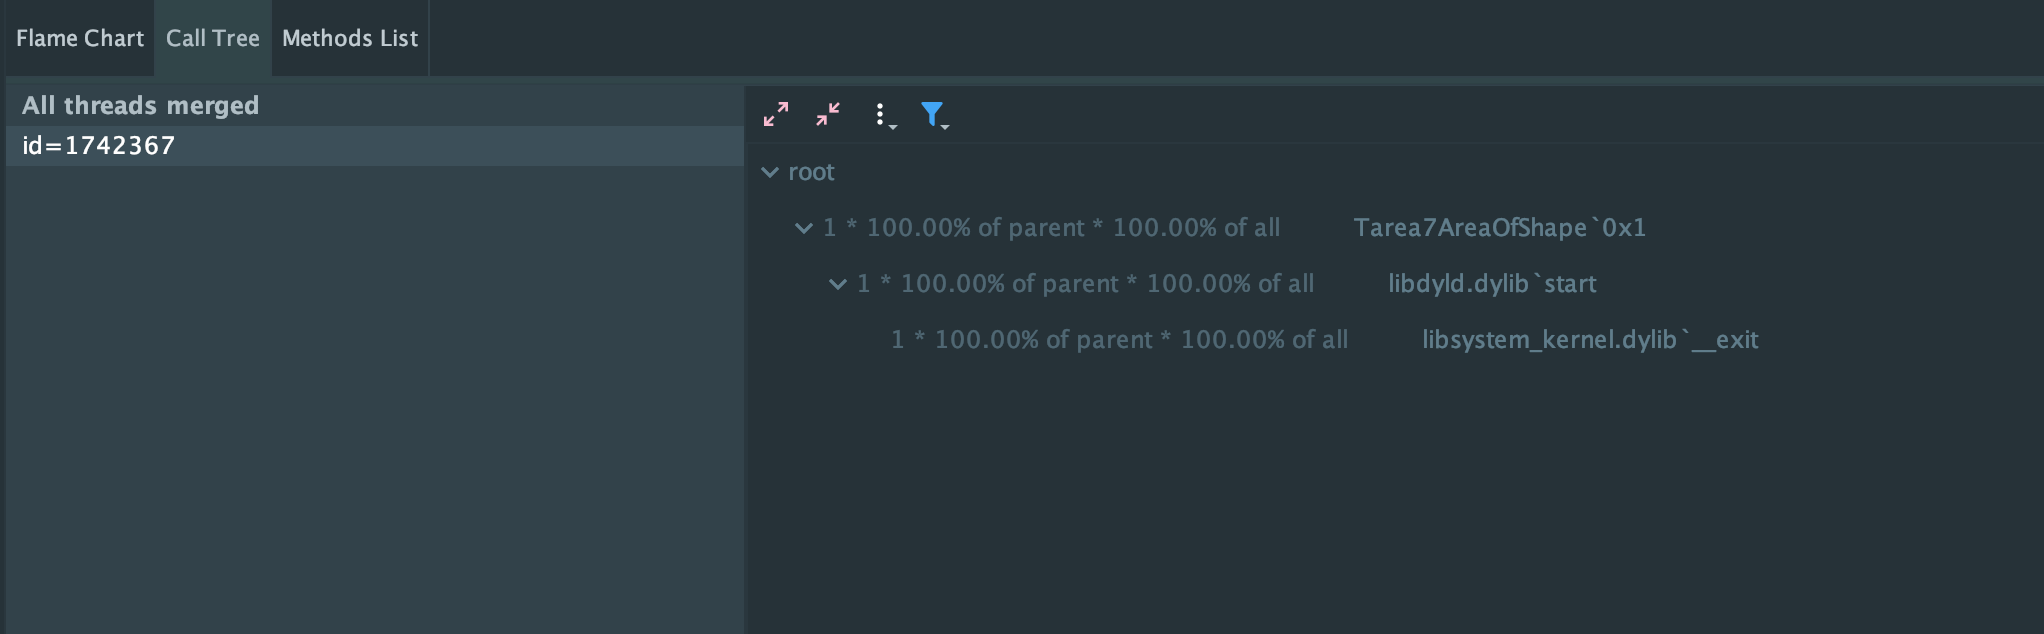 Flame Chart Call Tree Methods List
All threads merged
id=1742367
root
1 * 100.00% of parent * 100.00% of all Tarea7AreaOfShape`0x1
1 * 100.00% of parent * 100.00% of all libdyld.dylib`start
1 * 100.00% of parent * 100.00% of all libsystem_kernel.dylib`__exit